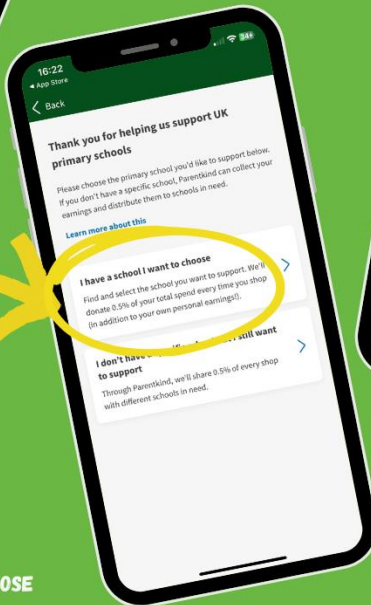 16:22
App Store
34
Back
Thank you for helping us support UK
primary schools
Please choose the primary school you'd like to support below.
If you don't have a specific school, Parentkind can collect your
earnings and distribute them to schools in need.
Learn more about this
I have a school I want to choose
Find and select the school you want to support. We'll
donate 0.5% of your total spend every time you shop
(in addition to your own personal earnings!).
I don't have I still want
to support
Through Parentkind, we'll share 0.5% of every shop
with different schools in need.
OSE